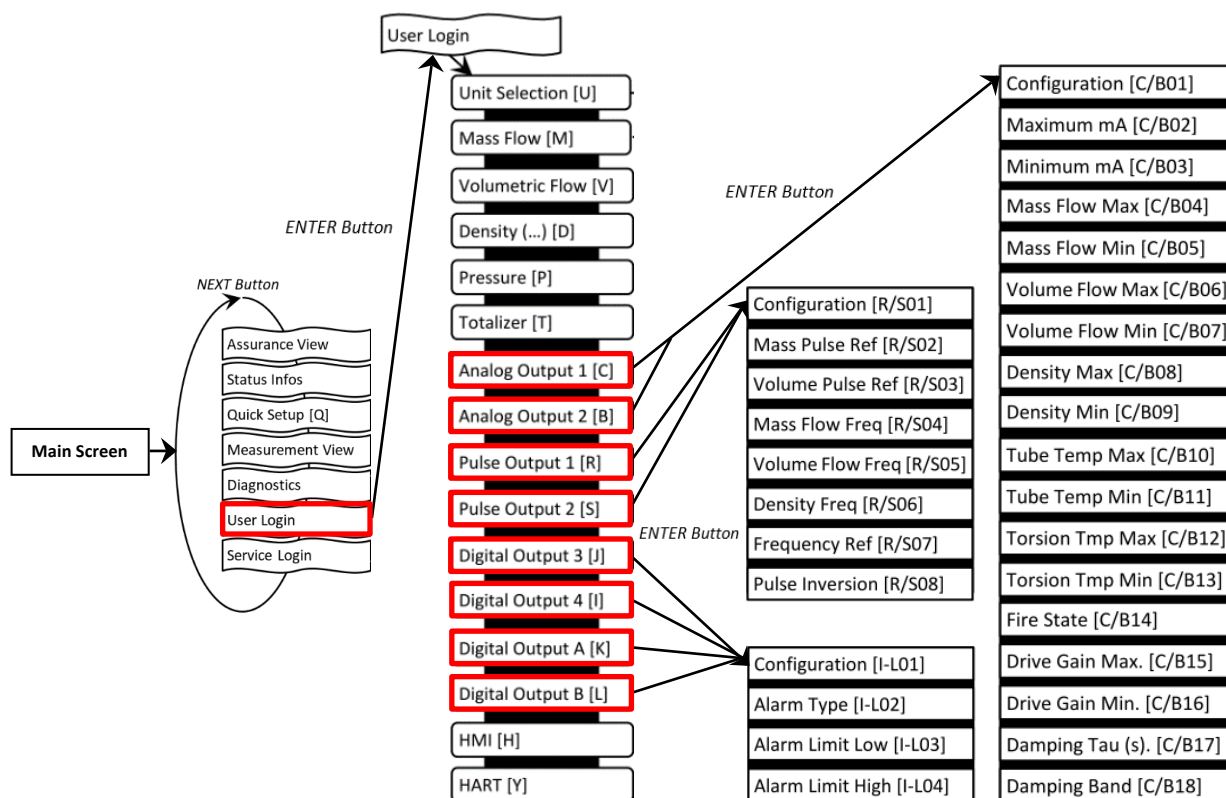 User Login
Unit Selection [U]
Mass Flow [M]
Volumetric Flow [V]
Density (...) [D]
Pressure [P]
Totalizer [T]
Analog Output 1 [C]
Analog Output 2 [B]
Pulse Output 1 [R]
Pulse Output 2 [S]
Digital Output 3 [J]
Digital Output 4 [I]
Digital Output A [K]
Digital Output B [L]
HMI [H]
HART [Y]
ENTER Button
NEXT Button
Main Screen
Assurance View
Status Infos
Quick Setup [Q]
Measurement View
Diagnostics
User Login
Service Login
ENTER Button
ENTER Button
Configuration [R/S01]
Mass Pulse Ref [R/S02]
Volume Pulse Ref [R/S03]
Mass Flow Freq [R/S04]
Volume Flow Freq [R/S05]
Density Freq [R/S06]
Frequency Ref [R/S07]
Pulse Inversion [R/S08]
Configuration [I-L01]
Alarm Type [I-L02]
Alarm Limit Low [I-L03]
Alarm Limit High [I-L04]
Configuration [C/B01]
Maximum mA [C/B02]
Minimum mA [C/B03]
Mass Flow Max [C/B04]
Mass Flow Min [C/B05]
Volume Flow Max [C/B06]
Volume Flow Min [C/B07]
Density Max [C/B08]
Density Min [C/B09]
Tube Temp Max [C/B10]
Tube Temp Min [C/B11]
Torsion Tmp Max [C/B12]
Torsion Tmp Min [C/B13]
Fire State [C/B14]
Drive Gain Max. [C/B15]
Drive Gain Min. [C/B16]
Damping Tau (s). [C/B17]
Damping Band [C/B18]